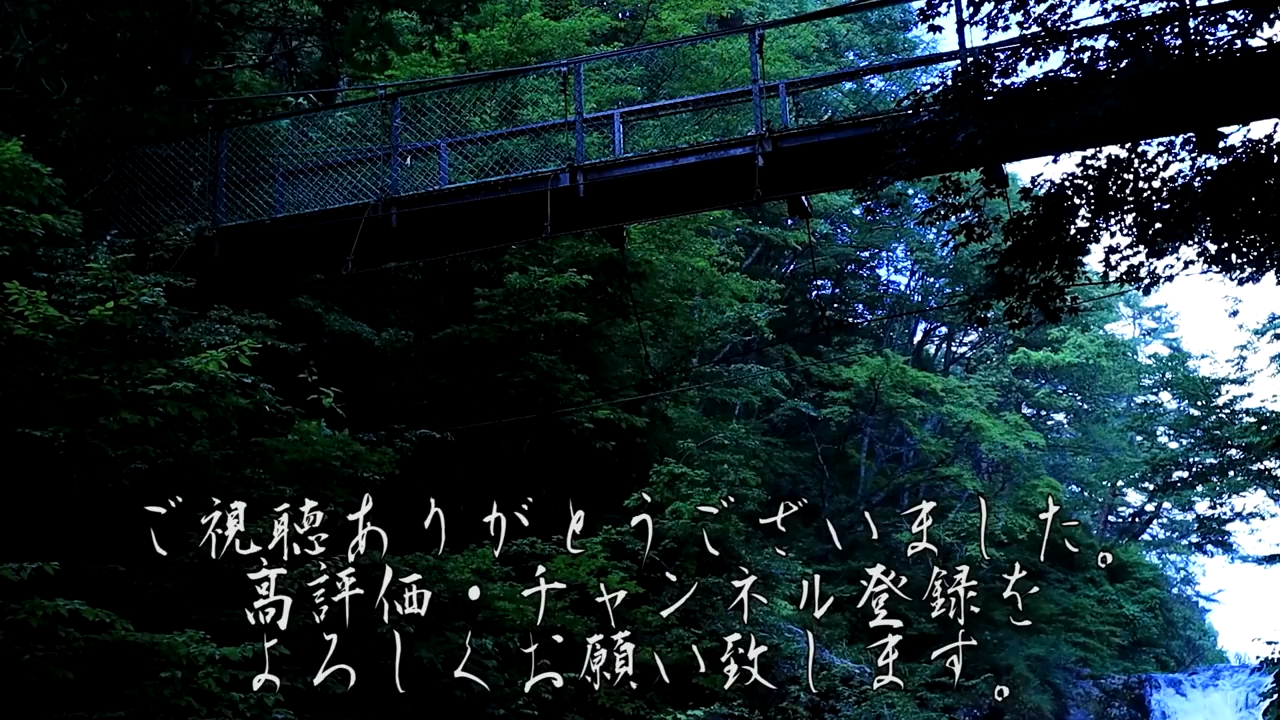 ご視聴ありがとうございました。
高評価・チャンネル登録を
よろしくお願い致します。